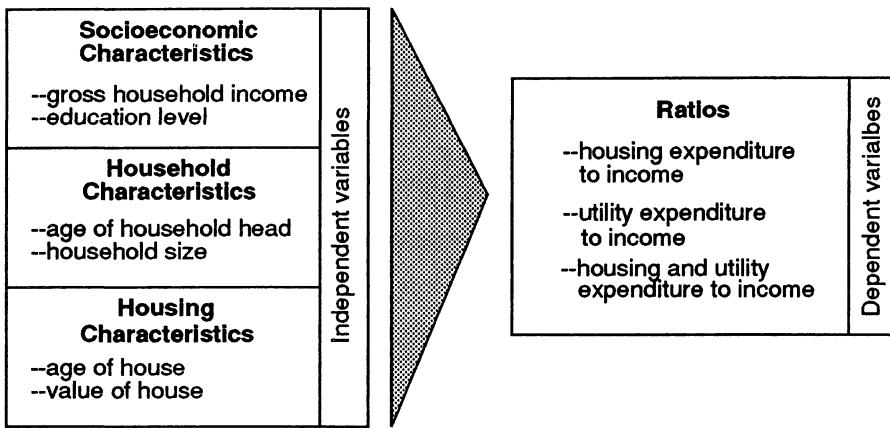 Socioeconomic
Characteristics
--gross household income
--education level
Household
Characteristics
--age of household head
--household size
Housing
Characteristics
--age of house
--value of house
Independent variables
Ratios
--housing expenditure
to income
--utility expenditure
to income
--housing and utility
expenditure to income
Dependent varialbes